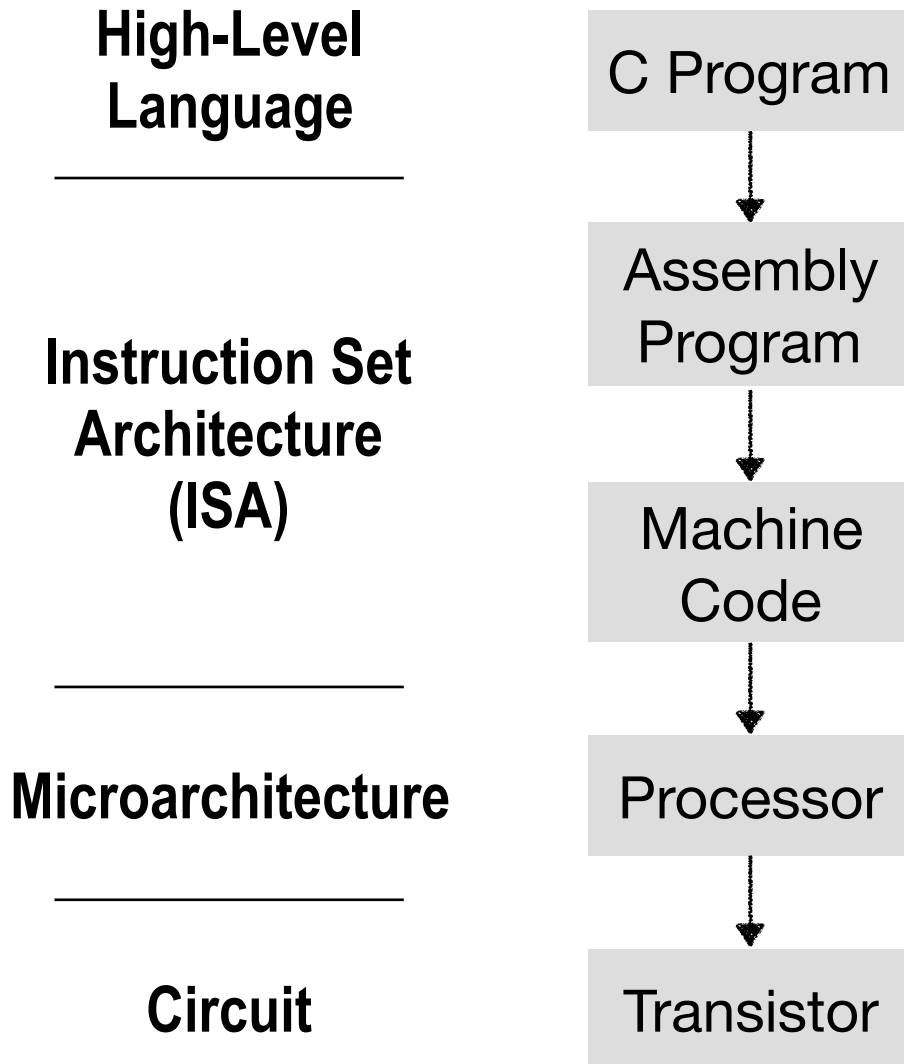 High-Level
Language
C Program
Assembly
Program
Instruction Set
Architecture
(ISA)
Machine
Code
Microarchitecture
Processor
Circuit
Transistor